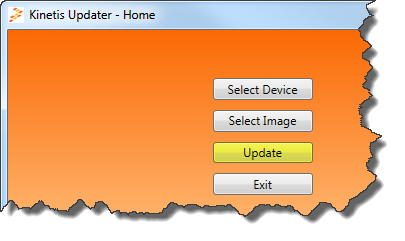 Kinetis Updater - Home
Select Device
Select Image
Update
Exit